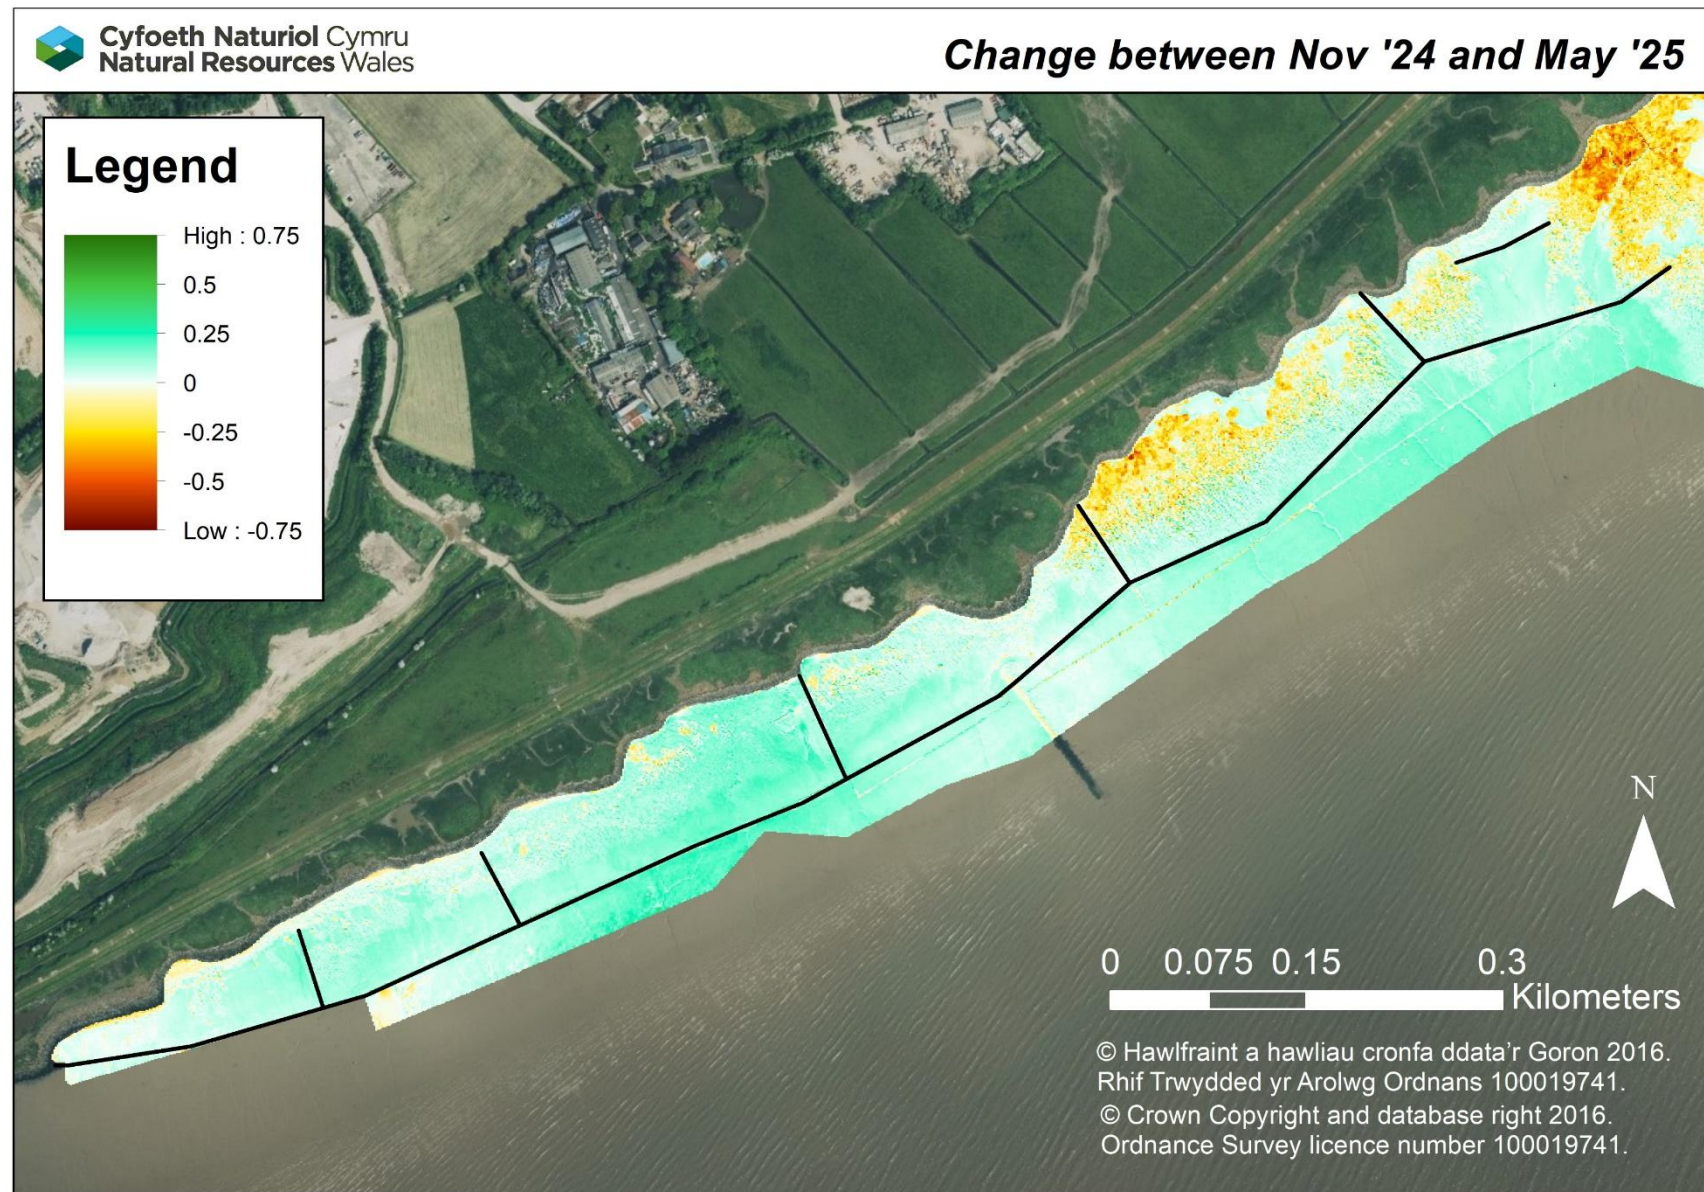 Cyfoeth Naturiol Cymru
Natural Resources Wales
Change between Nov '24 and May '25
Legend
High : 0.75
0.5
0.25
0
-0.25
-0.5
Low : -0.75
N
0 0.075 0.15 0.3
Kilometers
© Hawlfraint a hawliau cronfa ddata'r Goron 2016.
Rhif Trwydded yr Arolwg Ordnans 100019741.
© Crown Copyright and database right 2016.
Ordnance Survey licence number 100019741.